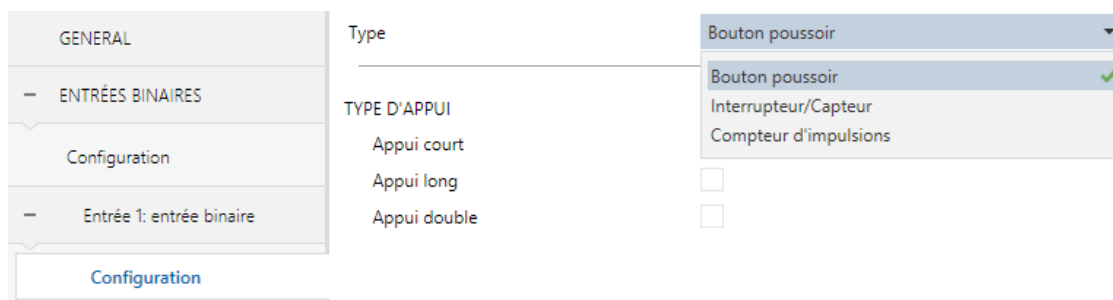 GENERAL
ENTRÉES BINAIRES
Configuration
Entrée 1: entrée binaire
Configuration
Type
Bouton poussoir
Bouton poussoir
Interrupteur/Capteur
Compteur d'impulsions
TYPE D'APPUI
Appui court
Appui long
Appui double